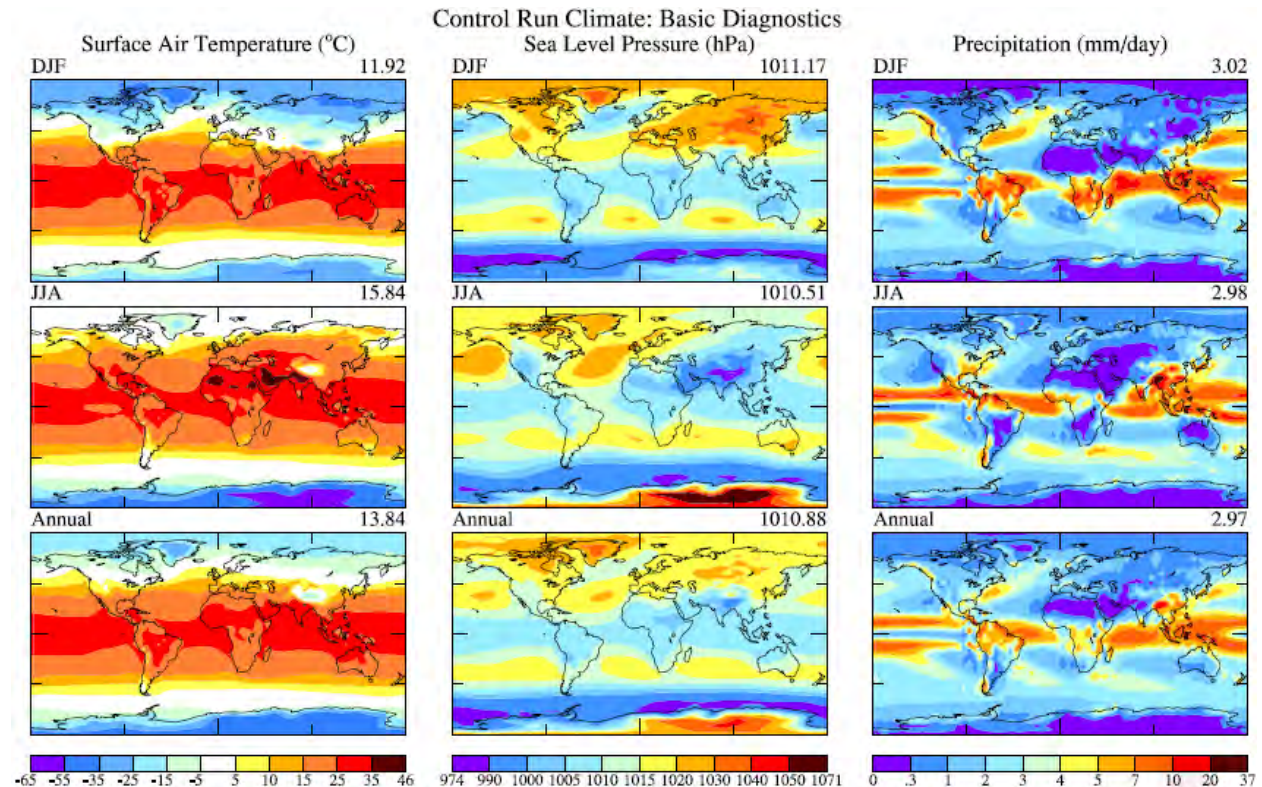 Control Run Climate: Basic Diagnostics
Surface Air Temperature (°C) Sea Level Pressure (hPa) Precipitation (mm/day)
DJF 11.92 DJF 1011.17 DJF 3.02
JJA 15.84 JJA 1010.51 JJA 2.98
Annual 13.84 Annual 1010.88 Annual 2.97
-65 -55 -35 -25 -15 -5 5 10 15 25 35 46 974 990 1000 1005 1010 1015 1020 1030 1040 1050 1071 0 .3 1 2 3 4 5 7 10 20 37